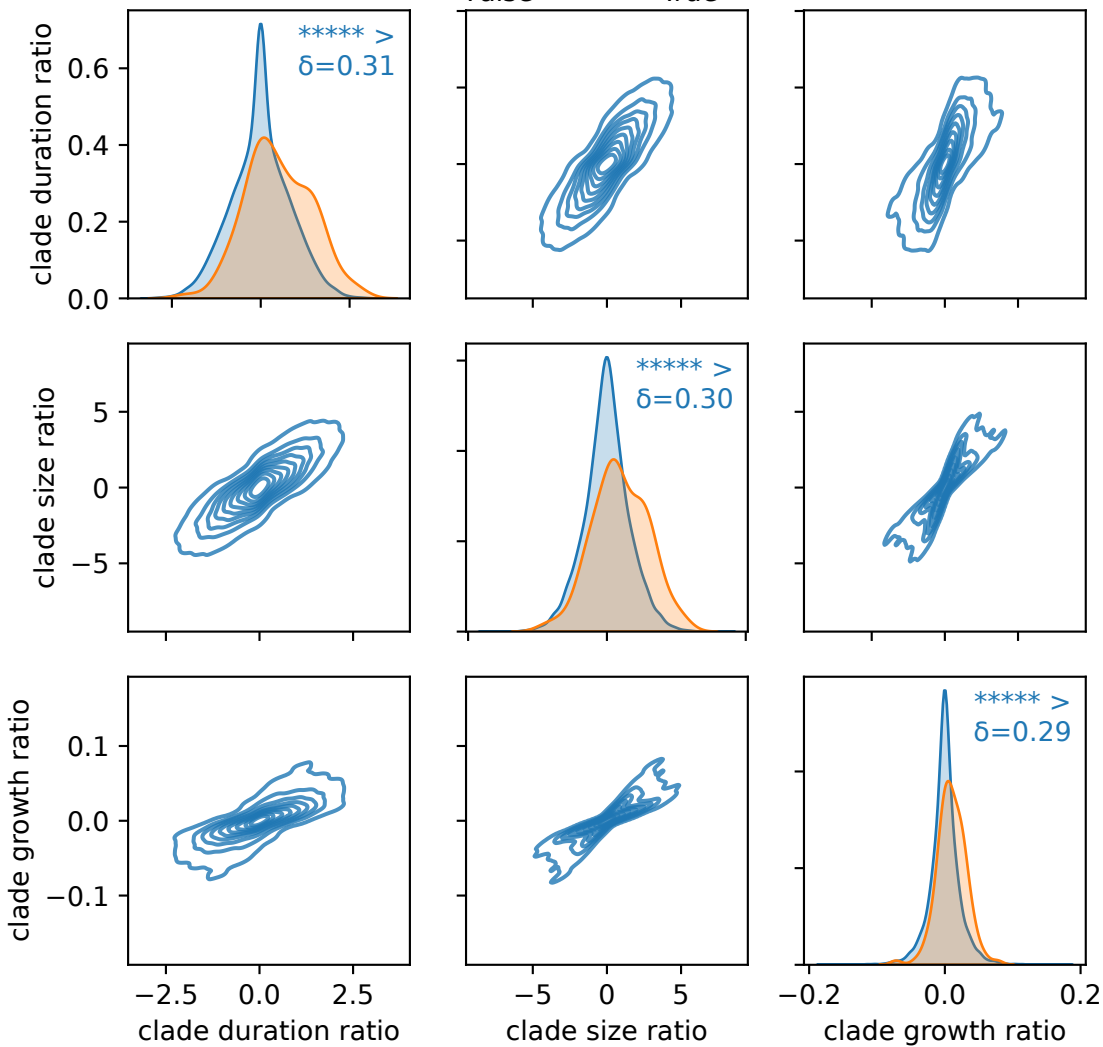 ***** >
δ=0.31
clade duration ratio
0.6
0.4
0.2
0.0
***** >
δ=0.30
clade size ratio
5
0
−5
***** >
δ=0.29
clade growth ratio
0.1
0.0
−0.1
−2.5 0.0 2.5 −5 0 5 −0.2 0.0 0.2
clade duration ratio clade size ratio clade growth ratio